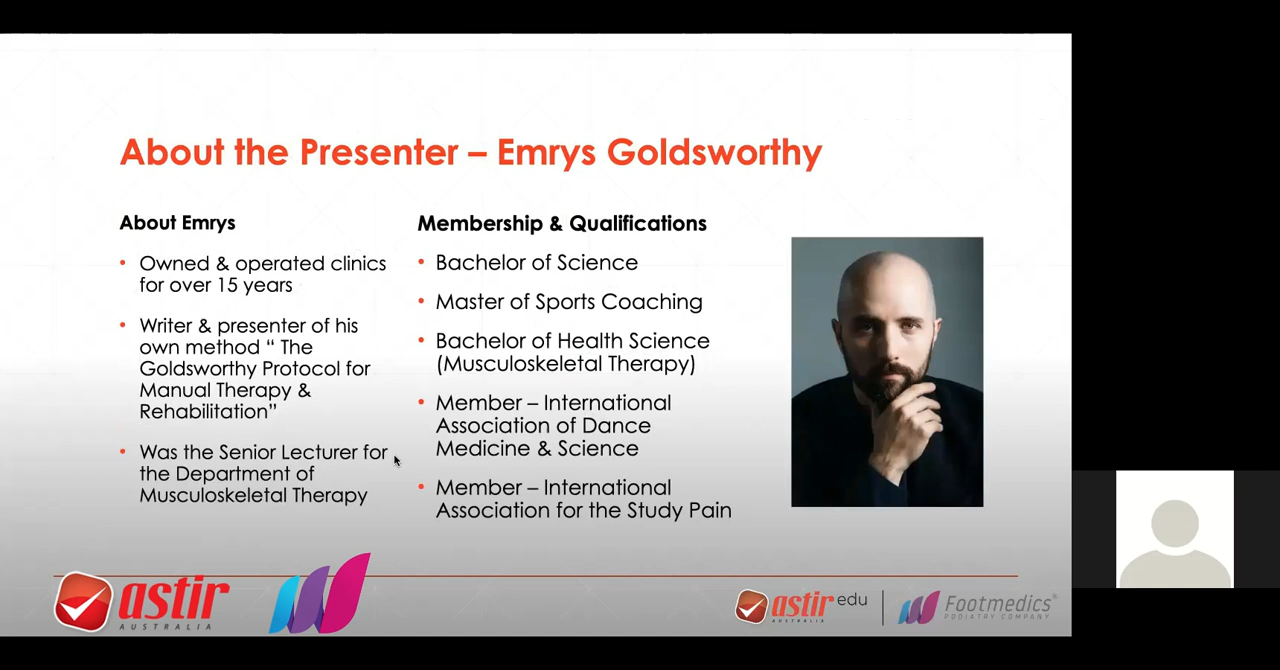 About the Presenter – Emrys Goldsworthy
About Emrys
• Owned & operated clinics
for over 15 years
• Writer & presenter of his
own method “ The
Goldsworthy Protocol for
Manual Therapy &
Rehabilitation”
• Was the Senior Lecturer for
the Department of
Musculoskeletal Therapy
Membership & Qualifications
• Bachelor of Science
• Master of Sports Coaching
• Bachelor of Health Science
(Musculoskeletal Therapy)
• Member – International
Association of Dance
Medicine & Science
• Member – International
Association for the Study Pain
astir
AUSTRALIA
astir edu
AUSTRALIA
Footmedics®
PODIATRY COMPANY